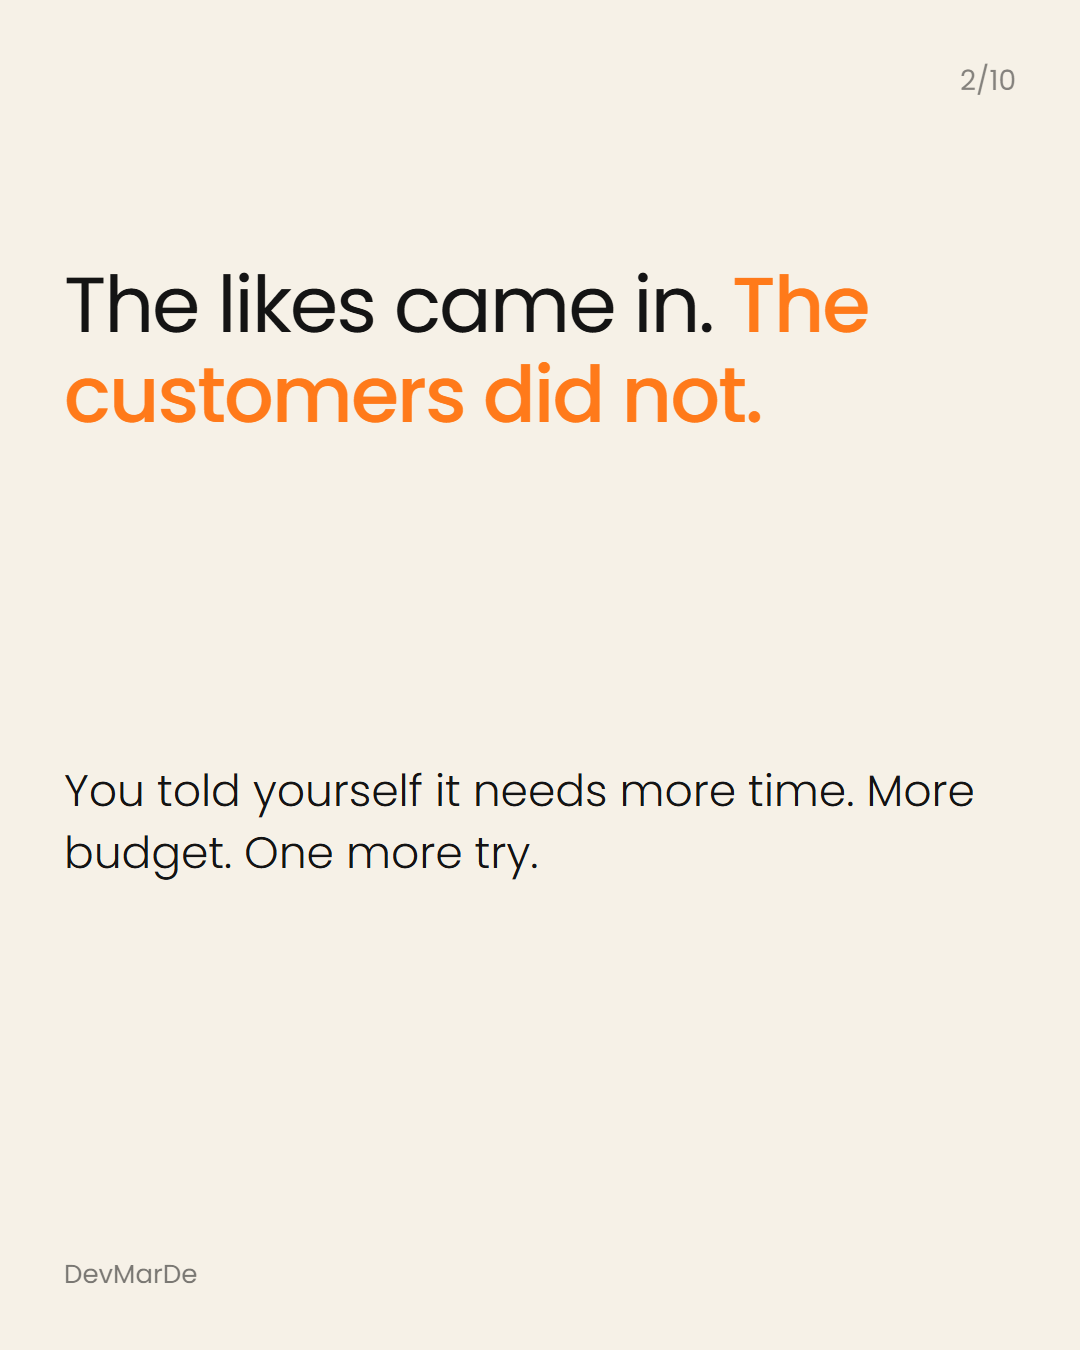 2/10
The likes came in. The
customers did not.
You told yourself it needs more time. More
budget. One more try.
DevMarDe